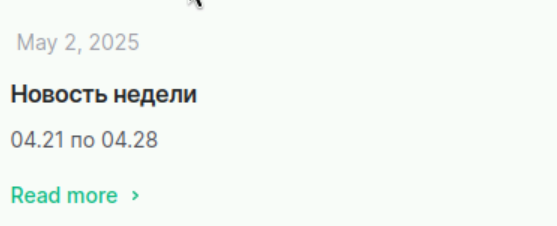 May 2, 2025
Новость недели
04.21 по 04.28
Read more ›